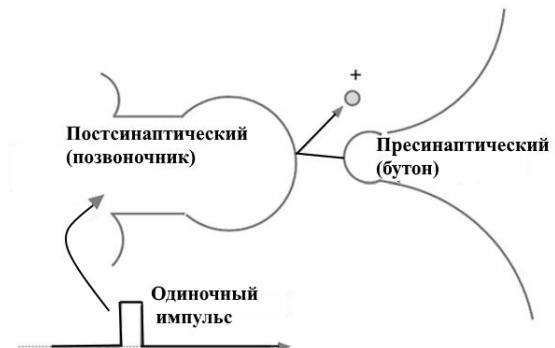 +
Постсинаптический
(позвоночник)
Пресинаптический
(бутон)
Одиночный
импульс